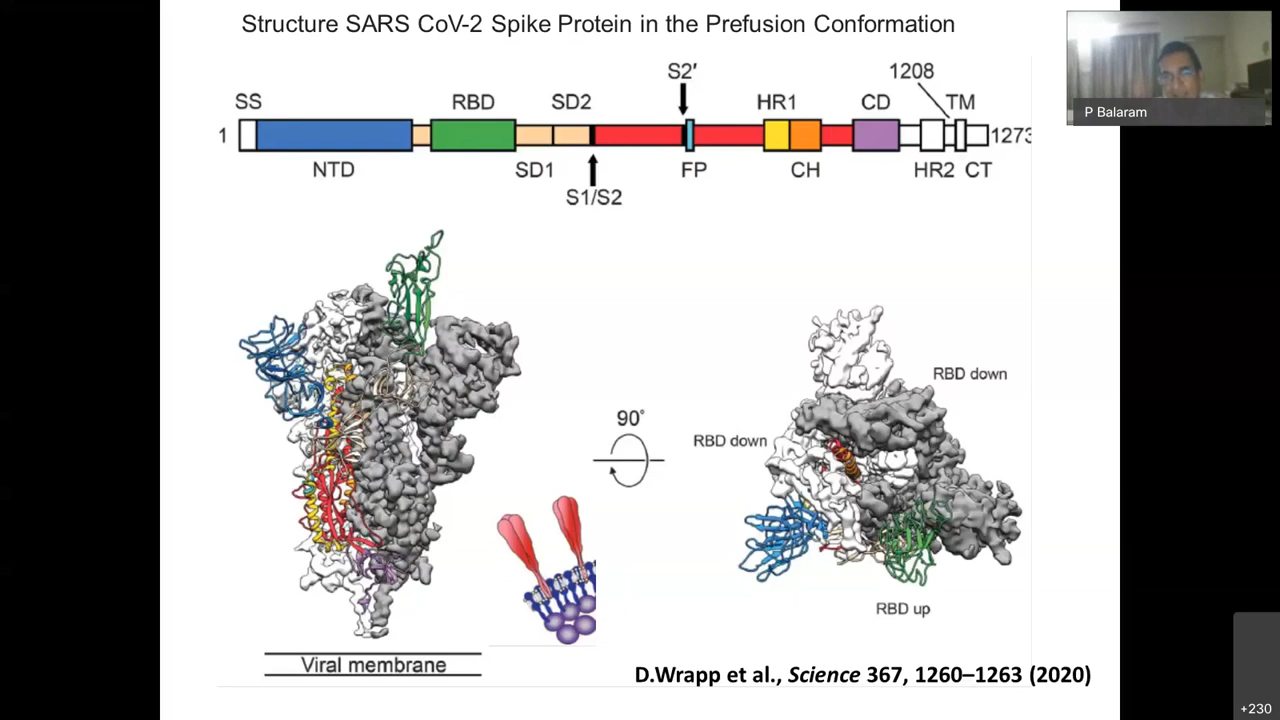 Structure SARS CoV-2 Spike Protein in the Prefusion Conformation
P Balaram
S2′ 1208
SS RBD SD2 HR1 CD TM
1 1273
NTD SD1 FP CH HR2 CT
S1/S2
RBD down
90°
RBD down
RBD up
Viral membrane
D.Wrapp et al., Science 367, 1260–1263 (2020)
+230